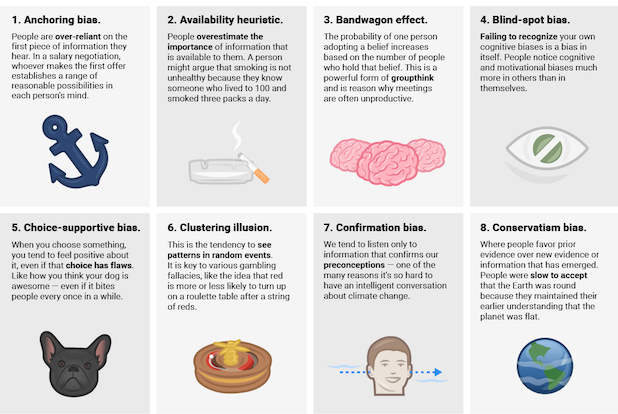 1. Anchoring bias.
People are over-reliant on the
first piece of information they
hear. In a salary negotiation,
whoever makes the first offer
establishes a range of
reasonable possibilities in
each person's mind.
2. Availability heuristic.
People overestimate the
importance of information that
is available to them. A person
might argue that smoking is not
unhealthy because they know
someone who lived to 100 and
smoked three packs a day.
3. Bandwagon effect.
The probability of one person
adopting a belief increases
based on the number of people
who hold that belief. This is a
powerful form of groupthink
and is reason why meetings
are often unproductive.
4. Blind-spot bias.
Failing to recognize your own
cognitive biases is a bias in
itself. People notice cognitive
and motivational biases much
more in others than in
themselves.
5. Choice-supportive bias.
When you choose something,
you tend to feel positive about
it, even if that choice has flaws.
Like how you think your dog is
awesome — even if it bites
people every once in a while.
6. Clustering illusion.
This is the tendency to see
patterns in random events.
It is key to various gambling
fallacies, like the idea that red
is more or less likely to turn up
on a roulette table after a string
of reds.
7. Confirmation bias.
We tend to listen only to
information that confirms our
preconceptions — one of the
many reasons it's so hard to
have an intelligent conversation
about climate change.
8. Conservatism bias.
Where people favor prior
evidence over new evidence or
information that has emerged.
People were slow to accept
that the Earth was round
because they maintained their
earlier understanding that the
planet was flat.